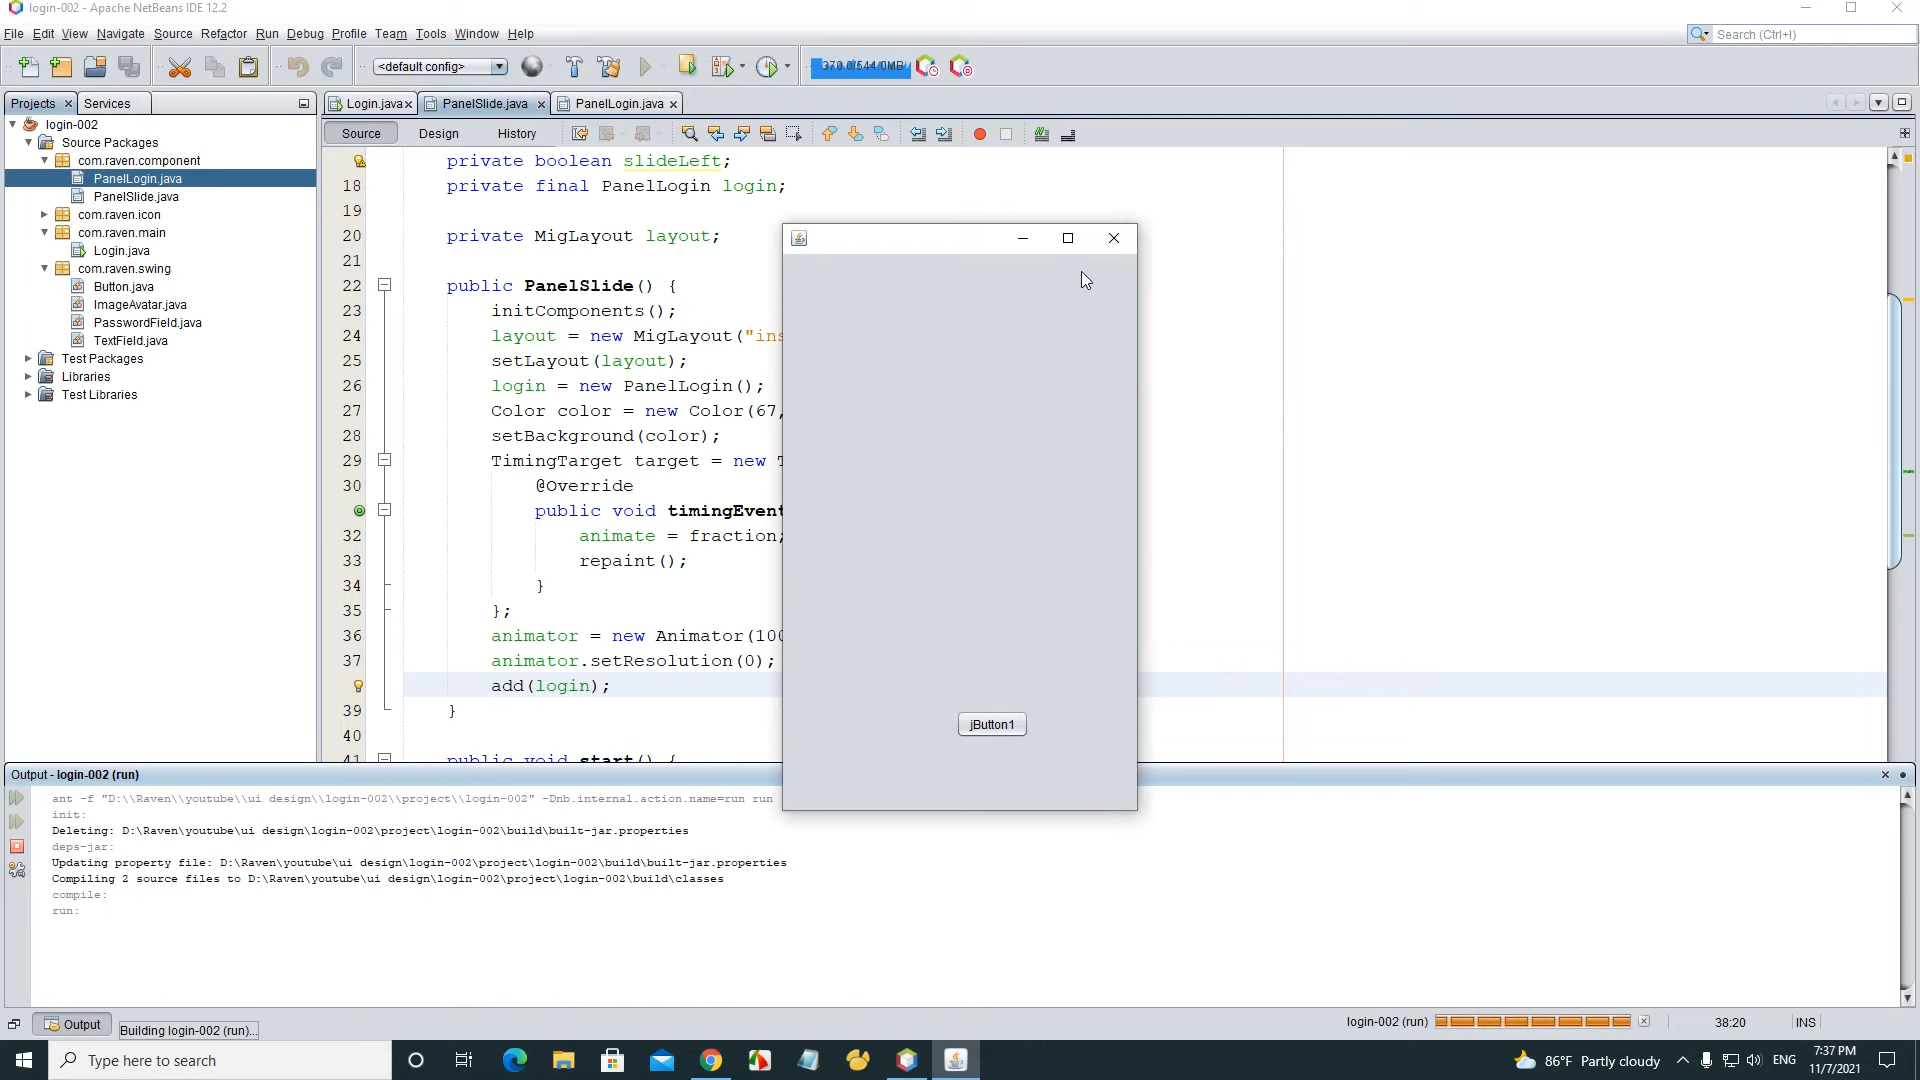 login-002 - Apache NetBeans IDE 12.2
File Edit View Navigate Source Refactor Run Debug Profile Team Tools Window Help
Search (Ctrl+I)
<default config>
370.0/544.0MB
Projects Services
Login.java PanelSlide.java PanelLogin.java
Source Design History
login-002
Source Packages
com.raven.component
PanelLogin.java
PanelSlide.java
com.raven.icon
com.raven.main
Login.java
com.raven.swing
Button.java
ImageAvatar.java
PasswordField.java
TextField.java
Test Packages
Libraries
Test Libraries
private boolean slideLeft;
18 private final PanelLogin login;
19
20 private MigLayout layout;
21
22 public PanelSlide() {
23 initComponents();
24 layout = new MigLayout("ins
25 setLayout(layout);
26 login = new PanelLogin();
27 Color color = new Color(67,
28 setBackground(color);
29 TimingTarget target = new
30 @Override
public void timingEvent
32 animate = fraction;
33 repaint();
34 }
35 };
36 animator = new Animator(100
37 animator.setResolution(0);
add(login);
39 }
40
41 public void start() {
jButton1
Output - login-002 (run)
ant -f "D:\\Raven\\youtube\\ui design\\login-002\\project\\login-002" -Dnb.internal.action.name=run run
init:
Deleting: D:\Raven\youtube\ui design\login-002\project\login-002\build\built-jar.properties
deps-jar:
Updating property file: D:\Raven\youtube\ui design\login-002\project\login-002\build\built-jar.properties
Compiling 2 source files to D:\Raven\youtube\ui design\login-002\project\login-002\build\classes
compile:
run:
Output
Building login-002 (run)...
login-002 (run)
38:20
INS
Type here to search
86°F Partly cloudy
ENG
7:37 PM
11/7/2021